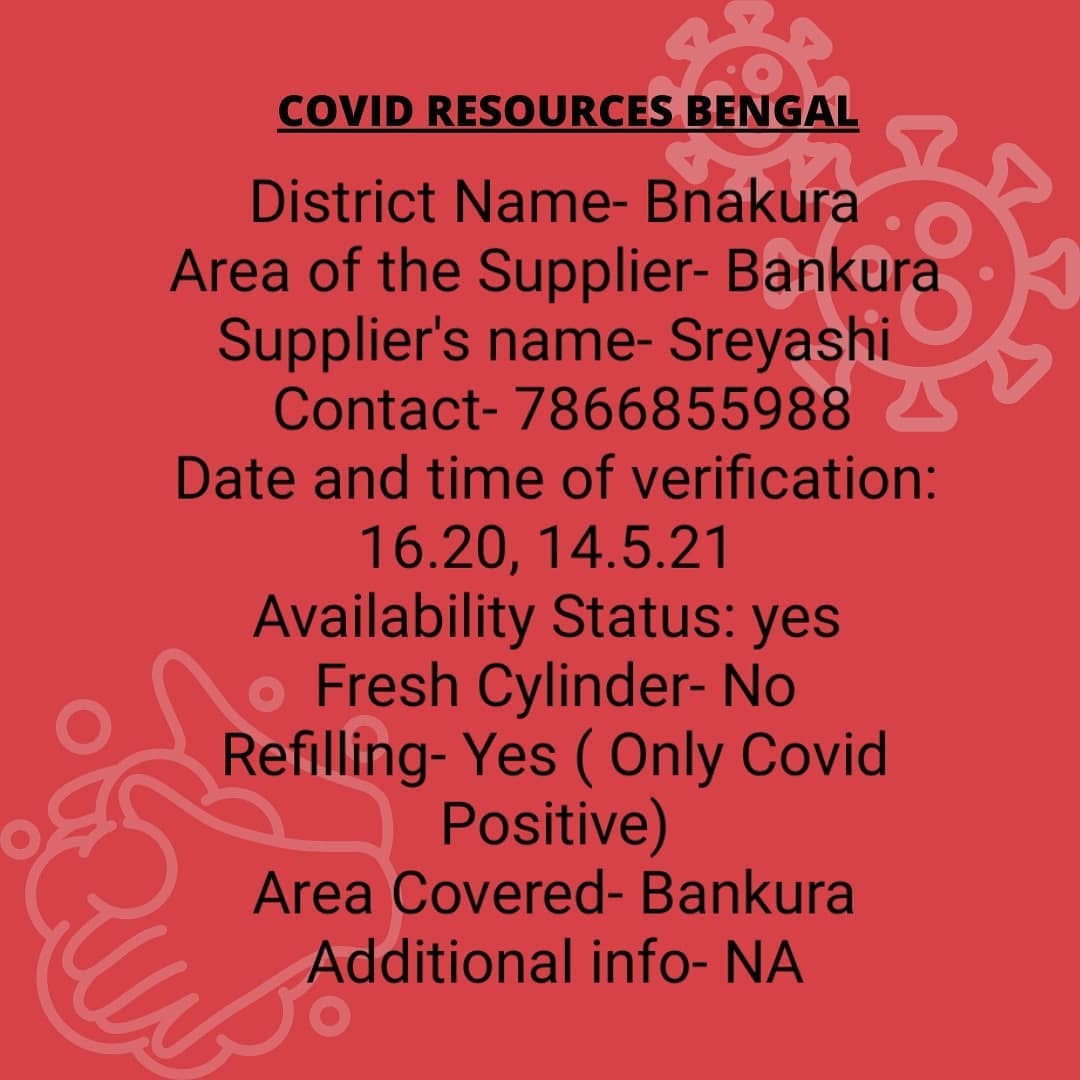 COVID RESOURCES BENGAL
District Name- Bnakura
Area of the Supplier- Bankura
Supplier's name- Sreyashi
Contact- 7866855988
Date and time of verification:
16.20, 14.5.21
Availability Status: yes
Fresh Cylinder- No
Refilling- Yes ( Only Covid
Positive)
Area Covered- Bankura
Additional info- NA